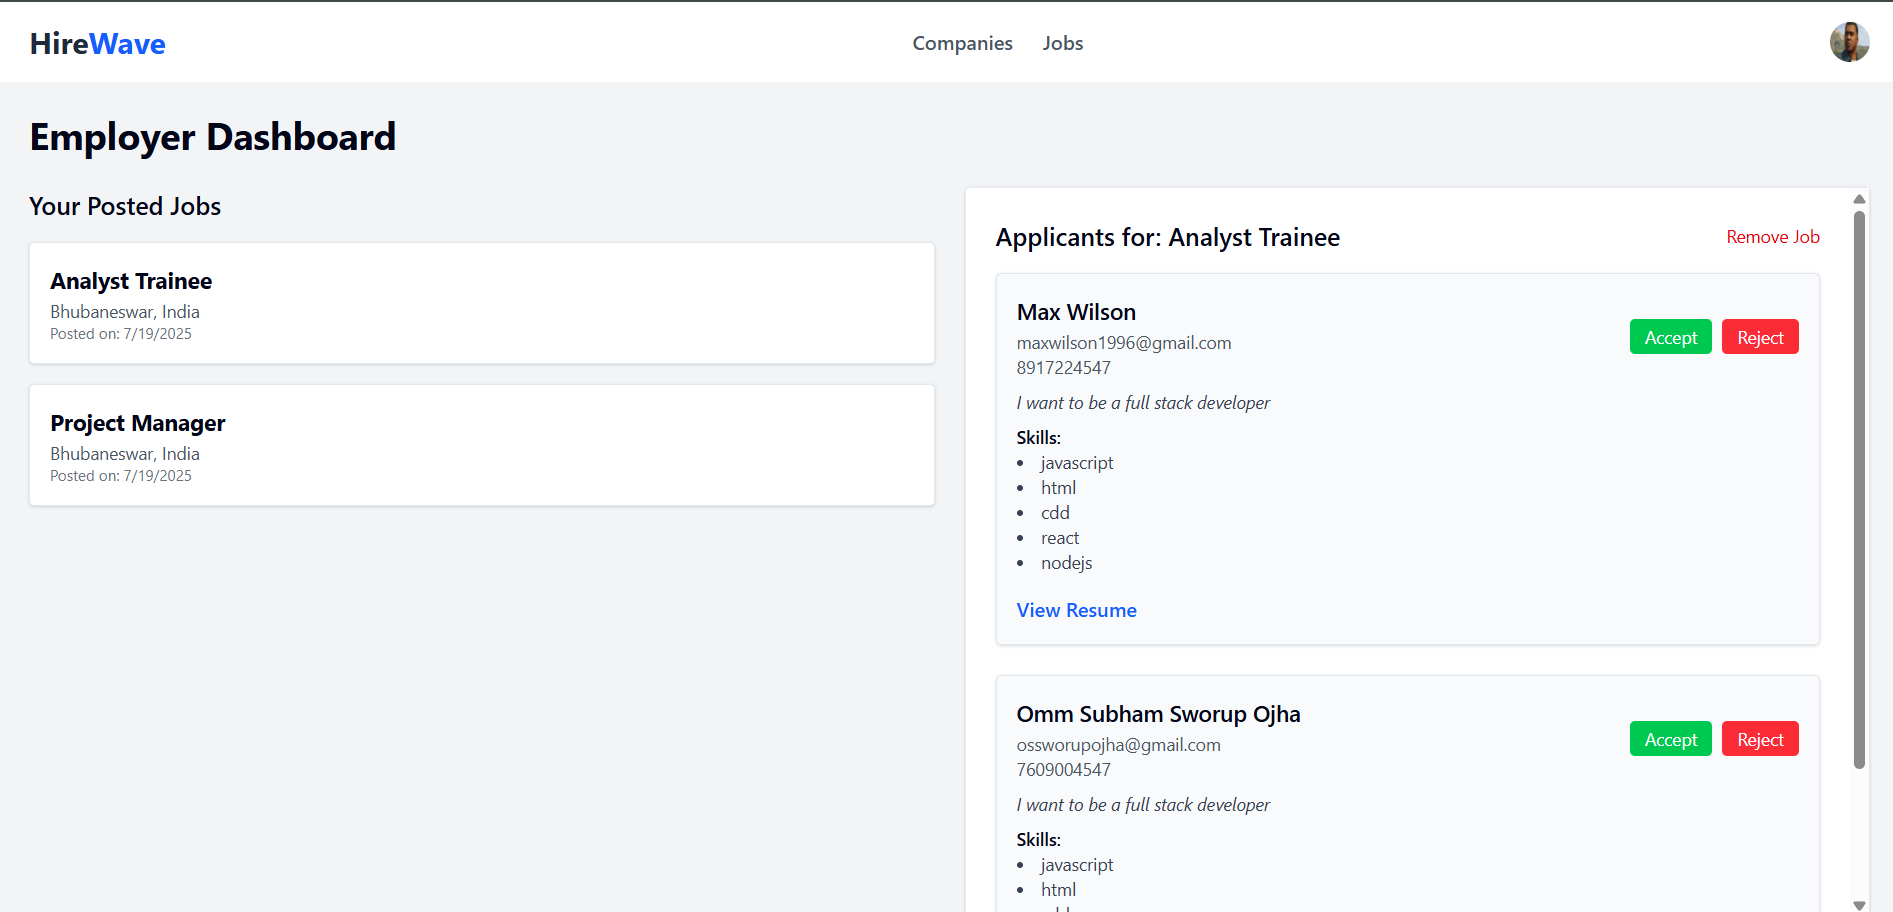 HireWave
Companies Jobs
Employer Dashboard
Your Posted Jobs
Analyst Trainee
Bhubaneswar, India
Posted on: 7/19/2025
Project Manager
Bhubaneswar, India
Posted on: 7/19/2025
Applicants for: Analyst Trainee
Remove Job
Max Wilson
maxwilson1996@gmail.com
8917224547
Accept Reject
I want to be a full stack developer
Skills:
• javascript
• html
• cdd
• react
• nodejs
View Resume
Omm Subham Sworup Ojha
ossworupojha@gmail.com
7609004547
Accept Reject
I want to be a full stack developer
Skills:
• javascript
• html